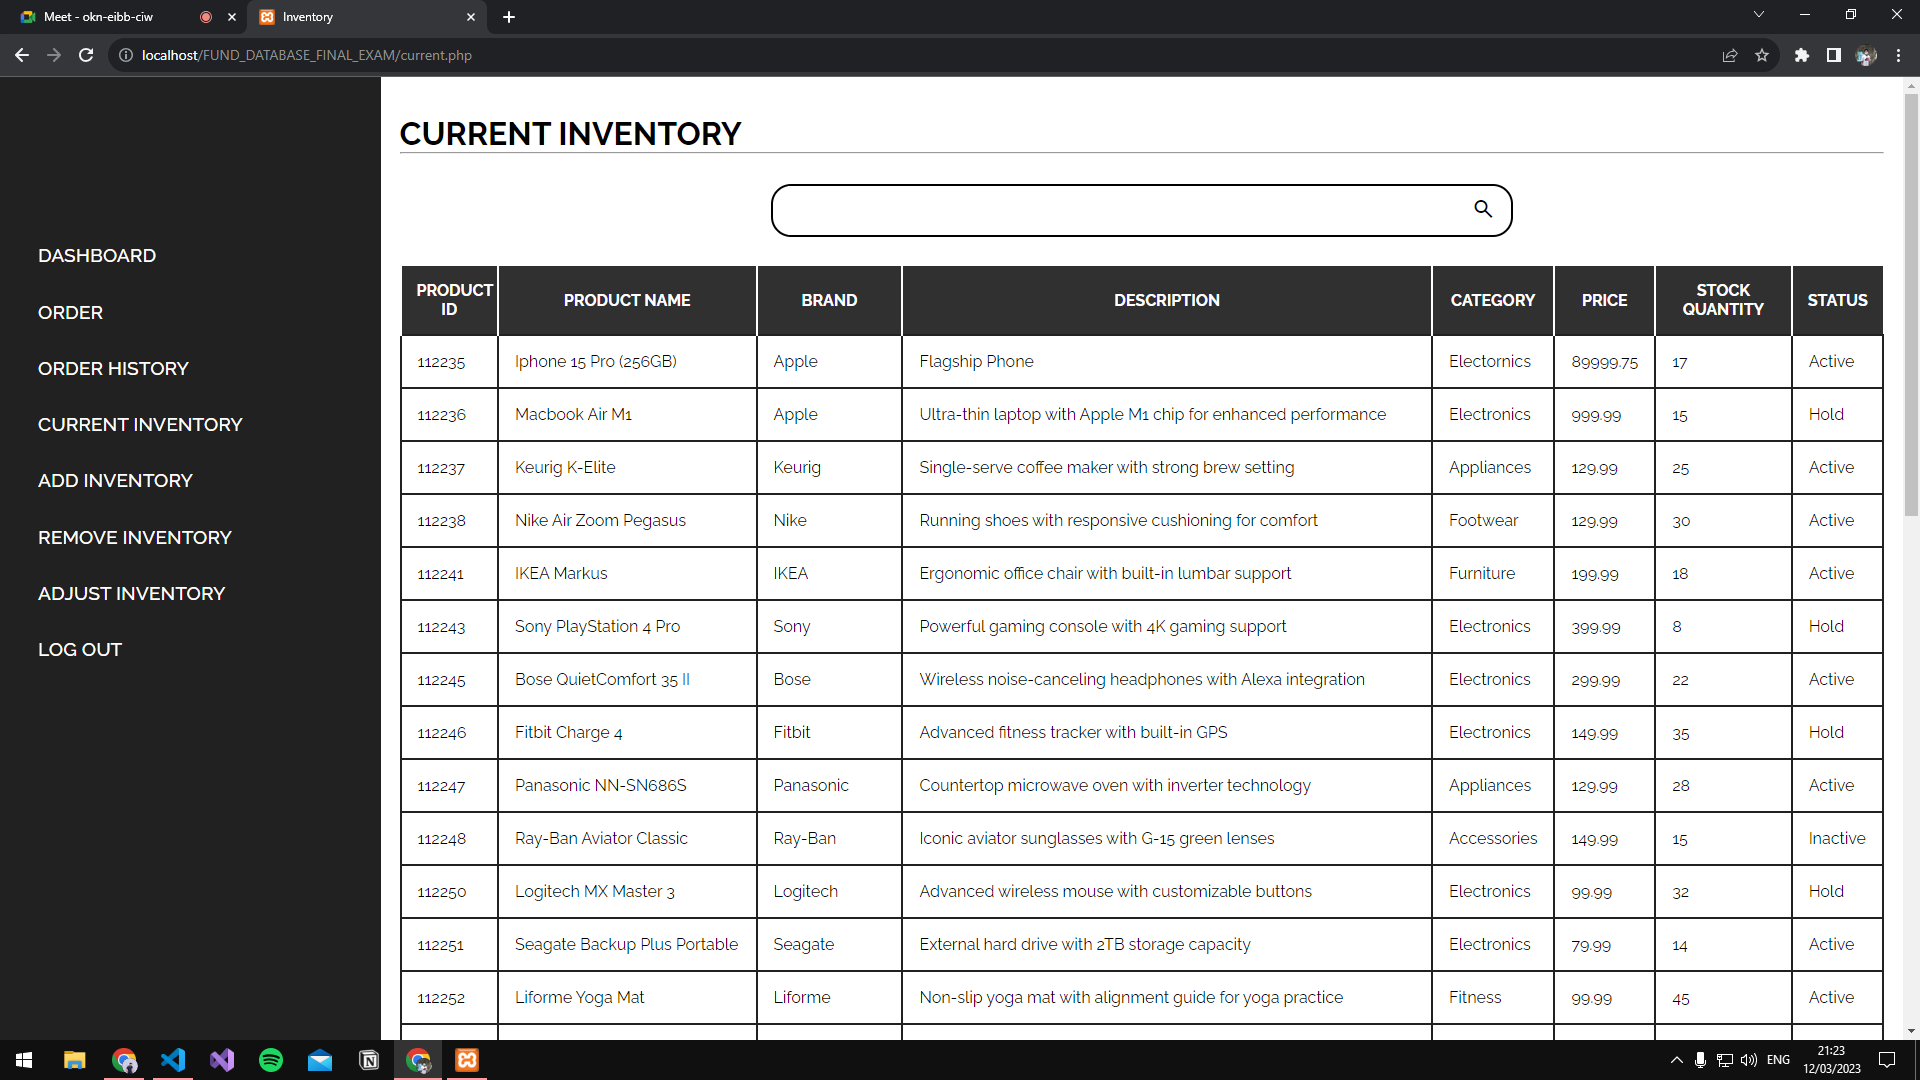 Meet - okn-eibb-ciw
Inventory
localhost/FUND_DATABASE_FINAL_EXAM/current.php
DASHBOARD
ORDER
ORDER HISTORY
CURRENT INVENTORY
ADD INVENTORY
REMOVE INVENTORY
ADJUST INVENTORY
LOG OUT
CURRENT INVENTORY
PRODUCT ID PRODUCT NAME BRAND DESCRIPTION CATEGORY PRICE STOCK QUANTITY STATUS
112235 Iphone 15 Pro (256GB) Apple Flagship Phone Electornics 89999.75 17 Active
112236 Macbook Air M1 Apple Ultra-thin laptop with Apple M1 chip for enhanced performance Electronics 999.99 15 Hold
112237 Keurig K-Elite Keurig Single-serve coffee maker with strong brew setting Appliances 129.99 25 Active
112238 Nike Air Zoom Pegasus Nike Running shoes with responsive cushioning for comfort Footwear 129.99 30 Active
112241 IKEA Markus IKEA Ergonomic office chair with built-in lumbar support Furniture 199.99 18 Active
112243 Sony PlayStation 4 Pro Sony Powerful gaming console with 4K gaming support Electronics 399.99 8 Hold
112245 Bose QuietComfort 35 II Bose Wireless noise-canceling headphones with Alexa integration Electronics 299.99 22 Active
112246 Fitbit Charge 4 Fitbit Advanced fitness tracker with built-in GPS Electronics 149.99 35 Hold
112247 Panasonic NN-SN686S Panasonic Countertop microwave oven with inverter technology Appliances 129.99 28 Active
112248 Ray-Ban Aviator Classic Ray-Ban Iconic aviator sunglasses with G-15 green lenses Accessories 149.99 15 Inactive
112250 Logitech MX Master 3 Logitech Advanced wireless mouse with customizable buttons Electronics 99.99 32 Hold
112251 Seagate Backup Plus Portable Seagate External hard drive with 2TB storage capacity Electronics 79.99 14 Active
112252 Liforme Yoga Mat Liforme Non-slip yoga mat with alignment guide for yoga practice Fitness 99.99 45 Active
ENG
21:23
12/03/2023